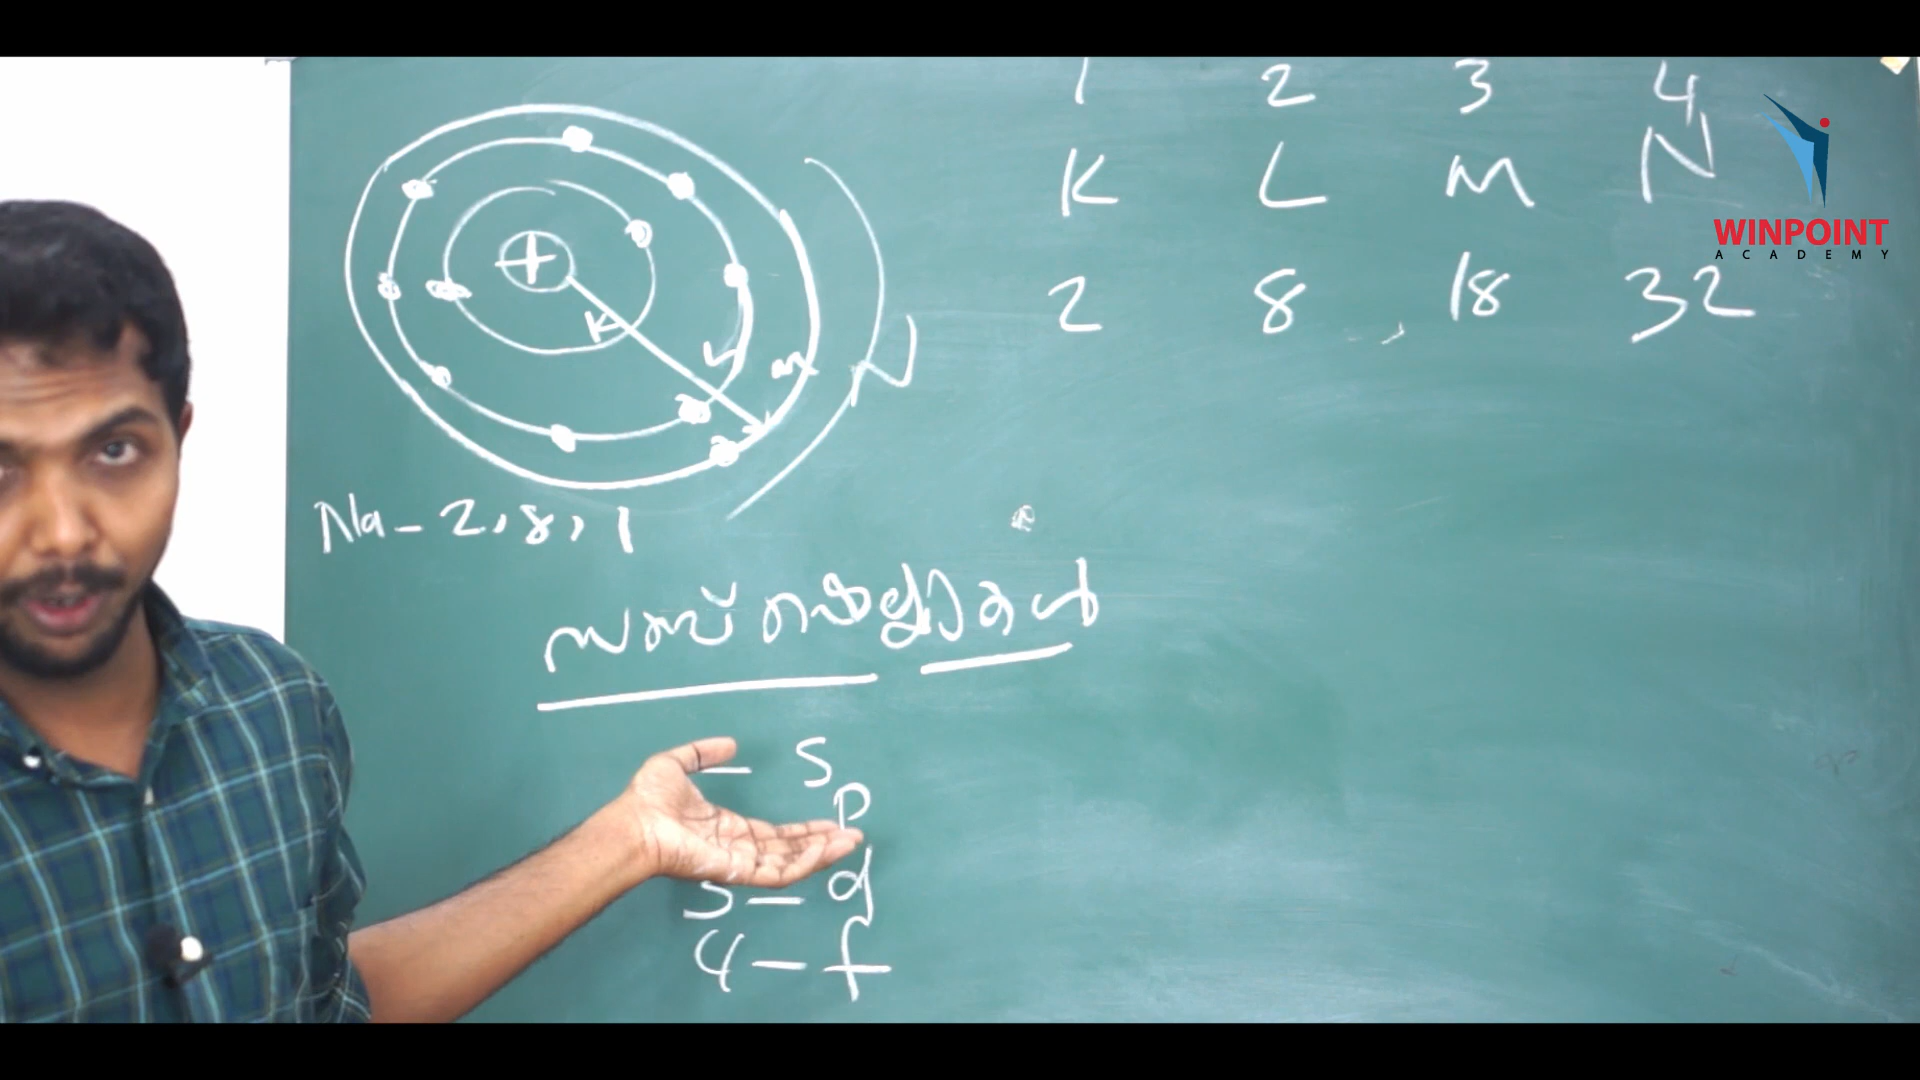 1 2 3 4
K L M N
2 8 18 32
WINPOINT
ACADEMY
+
K L M N
Na - 2, 8, 1
സബ്ഷെല്ലുകൾ
- s
p
3 - d
4 - f